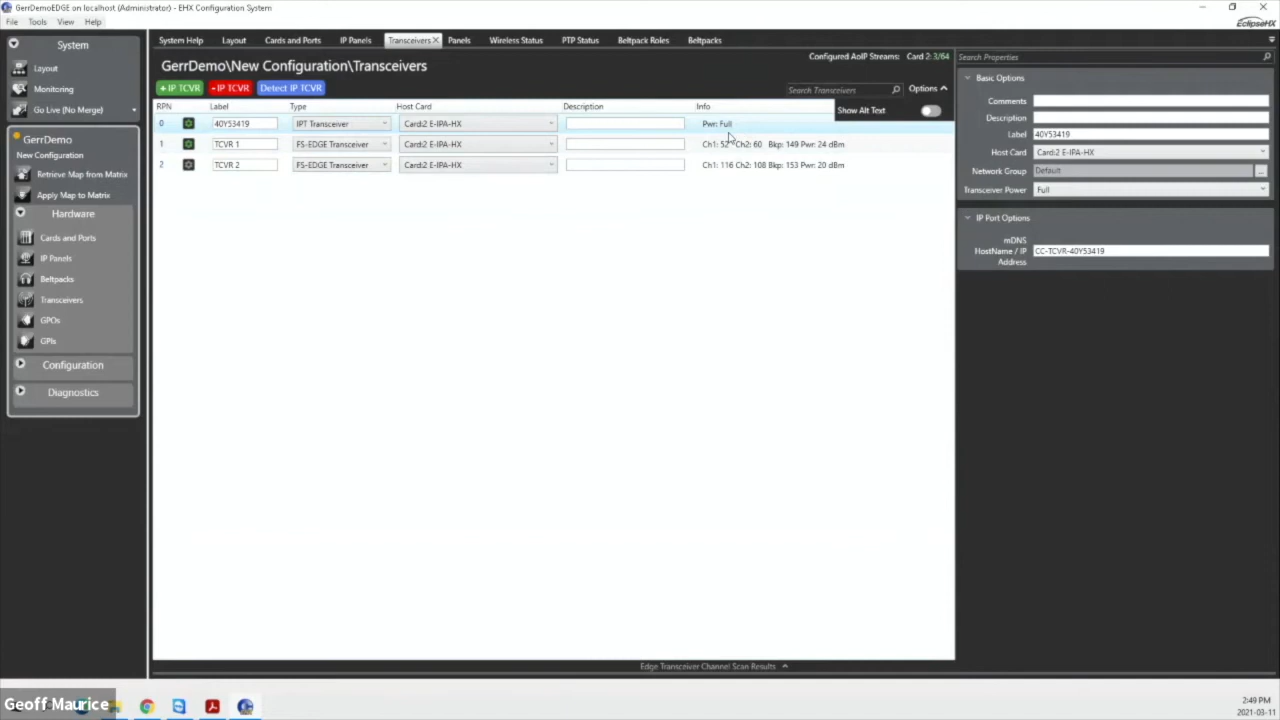 GerrDemoEDGE on localhost (Administrator) - EHX Configuration System
File Tools View Help
EclipseHX
System
Layout
Monitoring
Go Live (No Merge)
GerrDemo
New Configuration
Retrieve Map from Matrix
Apply Map to Matrix
Hardware
Cards and Ports
IP Panels
Beltpacks
Transceivers
GPOs
GPIs
Configuration
Diagnostics
System Help Layout Cards and Ports IP Panels Transceivers X Panels Wireless Status PTP Status Beltpack Roles Beltpacks
GerrDemo\New Configuration\Transceivers
Configured AoIP Streams: Card 2: 3/64
+ IP TCVR - IP TCVR Detect IP TCVR Search Transceivers Options
Show Alt Text
RPN Label Type Host Card Description Info
0 40Y53419 IPT Transceiver Card:2 E-IPA-HX Pwr: Full
1 TCVR 1 FS-EDGE Transceiver Card:2 E-IPA-HX Ch1: 52 Ch2: 60 Bkp: 149 Pwr: 24 dBm
2 TCVR 2 FS-EDGE Transceiver Card:2 E-IPA-HX Ch1: 116 Ch2: 108 Bkp: 153 Pwr: 20 dBm
Edge Transceiver Channel Scan Results
Search Properties
Basic Options
Comments
Description
Label 40Y53419
Host Card Card:2 E-IPA-HX
Network Group Default ...
Transceiver Power Full
IP Port Options
mDNS
HostName / IP CC-TCVR-40Y53419
Address
Geoff Maurice
2:49 PM
2021-03-11